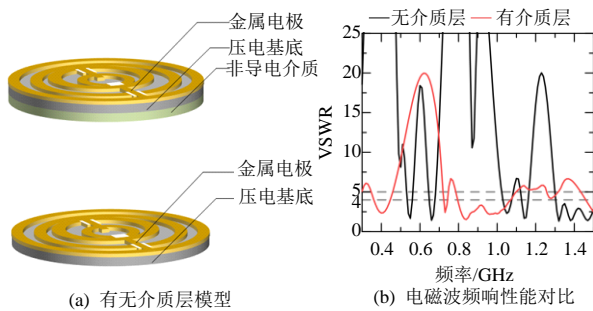 金属电极
压电基底
非导电介质
金属电极
压电基底
(a) 有无介质层模型
无介质层 有介质层
25
20
15
VSWR
10
5
4
0
0.4 0.6 0.8 1.0 1.2 1.4
频率/GHz
(b) 电磁波频响性能对比